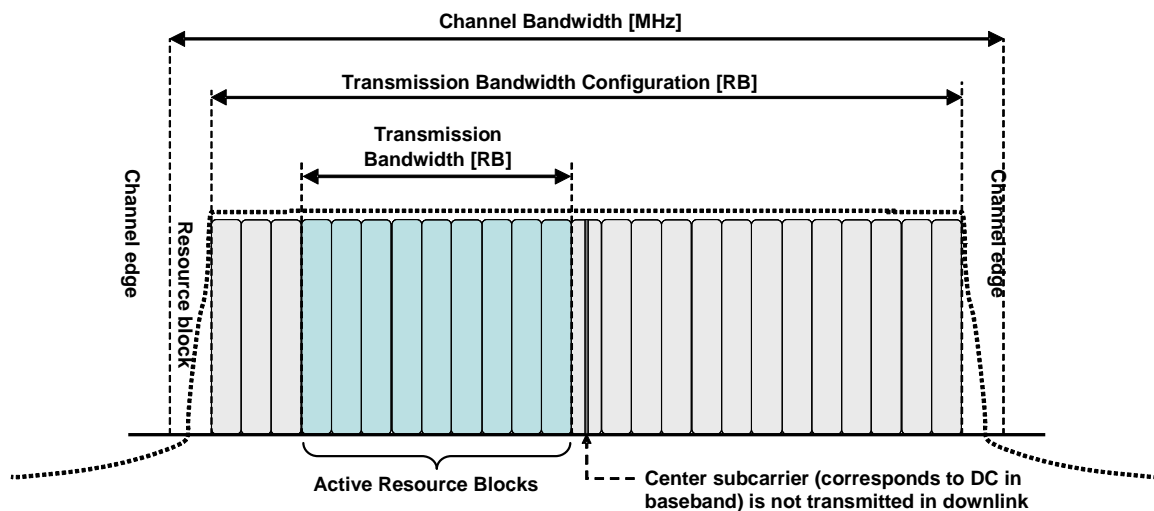 Channel Bandwidth [MHz]
Transmission Bandwidth Configuration [RB]
Transmission
Bandwidth [RB]
Channel edge
Resource block
Channel edge
Active Resource Blocks
Center subcarrier (corresponds to DC in
baseband) is not transmitted in downlink